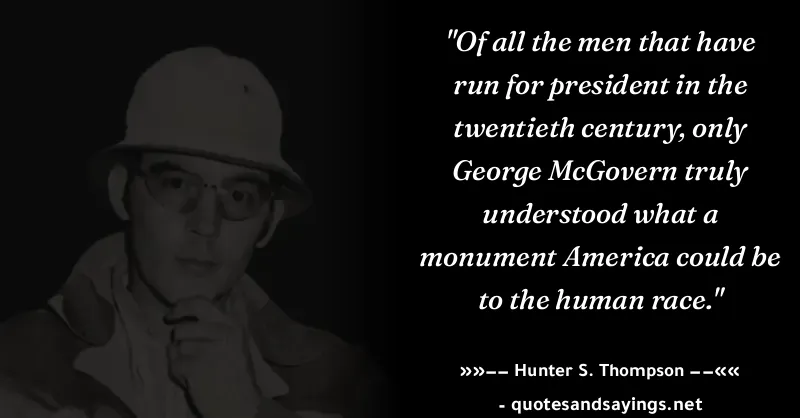 "Of all the men that have
run for president in the
twentieth century, only
George McGovern truly
understood what a
monument America could be
to the human race."
»»–– Hunter S. Thompson ––««
- quotesandsayings.net